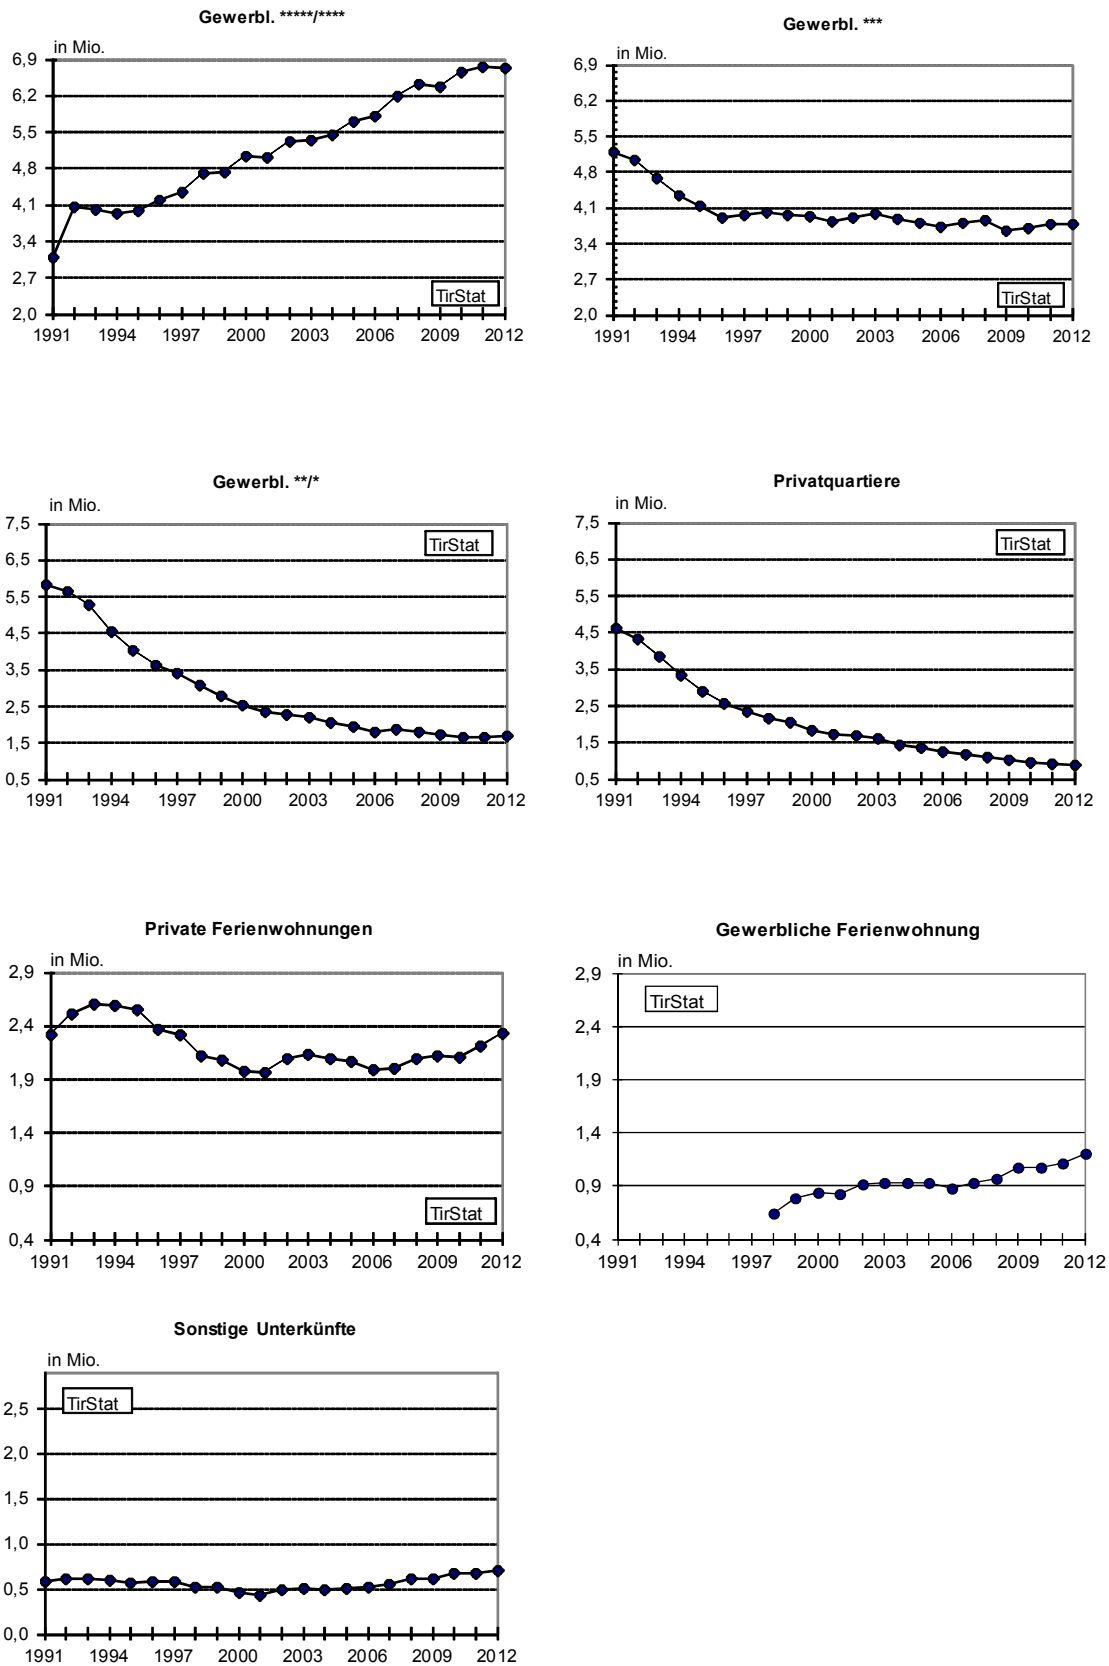 Gewerbl. *****/****
in Mio.
6,9
6,2
5,5
4,8
4,1
3,4
2,7
2,0
TirStat
1991 1994 1997 2000 2003 2006 2009 2012
Gewerbl. ***
in Mio.
6,9
6,2
5,5
4,8
4,1
3,4
2,7
2,0
TirStat
1991 1994 1997 2000 2003 2006 2009 2012
Gewerbl. **/*
in Mio.
7,5
6,5
5,5
4,5
3,5
2,5
1,5
0,5
TirStat
1991 1994 1997 2000 2003 2006 2009 2012
Privatquartiere
in Mio.
7,5
6,5
5,5
4,5
3,5
2,5
1,5
0,5
TirStat
1991 1994 1997 2000 2003 2006 2009 2012
Private Ferienwohnungen
in Mio.
2,9
2,4
1,9
1,4
0,9
0,4
TirStat
1991 1994 1997 2000 2003 2006 2009 2012
Gewerbliche Ferienwohnung
in Mio.
2,9
2,4
1,9
1,4
0,9
0,4
TirStat
1991 1994 1997 2000 2003 2006 2009 2012
Sonstige Unterkünfte
in Mio.
TirStat
2,5
2,0
1,5
1,0
0,5
0,0
1991 1994 1997 2000 2003 2006 2009 2012